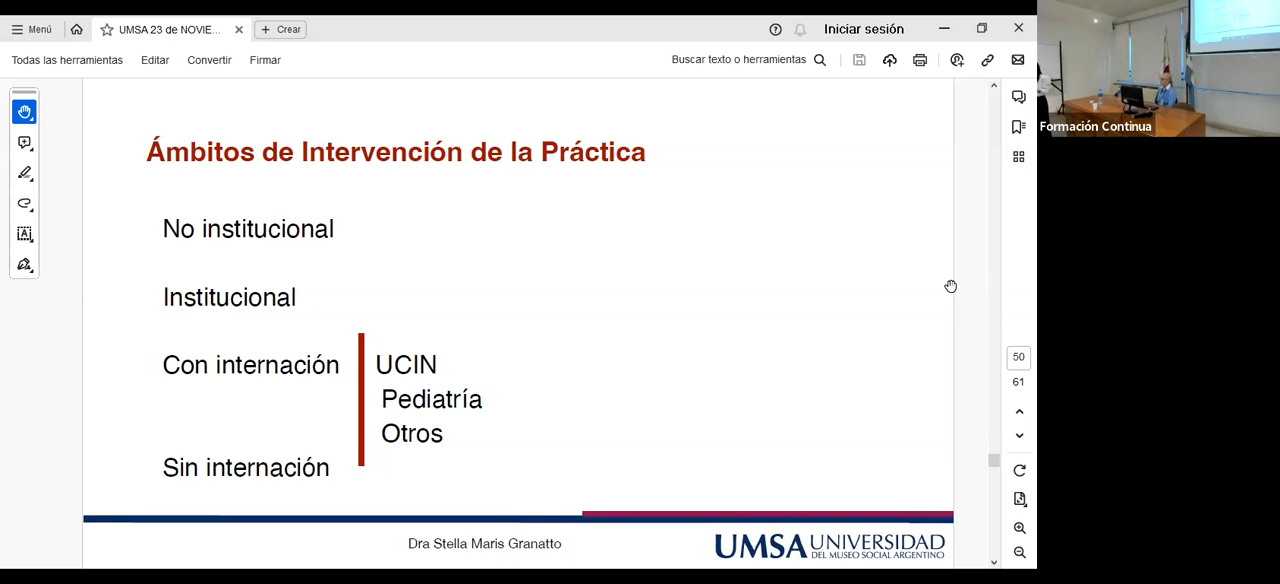 Menú
UMSA 23 de NOVIE...
Crear
Iniciar sesión
Todas las herramientas
Editar
Convertir
Firmar
Buscar texto o herramientas
Formación Continua
Ámbitos de Intervención de la Práctica
No institucional
Institucional
Con internación
UCIN
Pediatría
Otros
Sin internación
50
61
Dra Stella Maris Granatto
UMSA UNIVERSIDAD
DEL MUSEO SOCIAL ARGENTINO